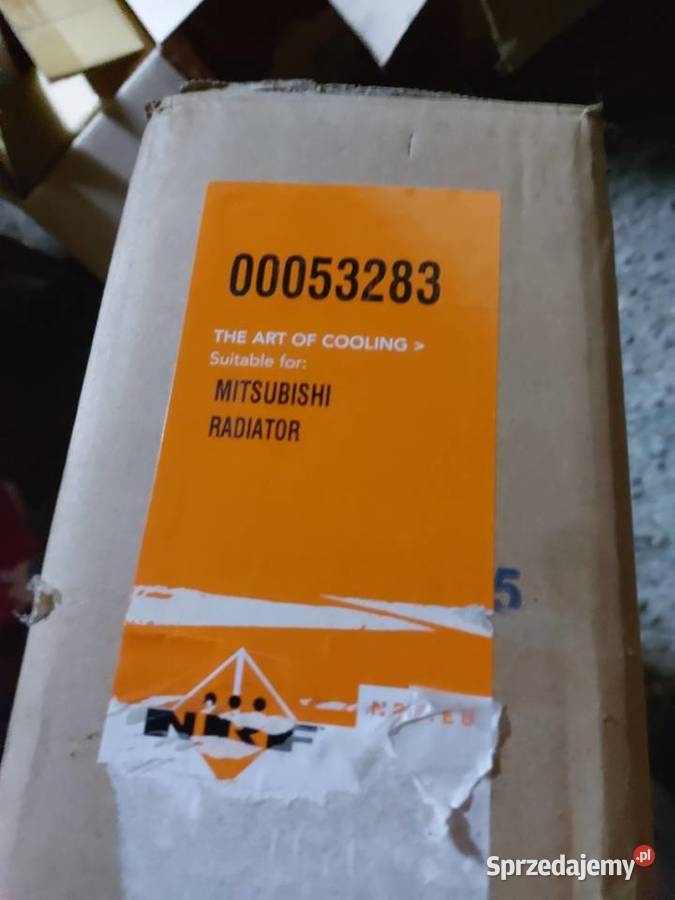 00053283
THE ART OF COOLING >
Suitable for:
MITSUBISHI
RADIATOR
5
NRF
Sprzedajemy.pl